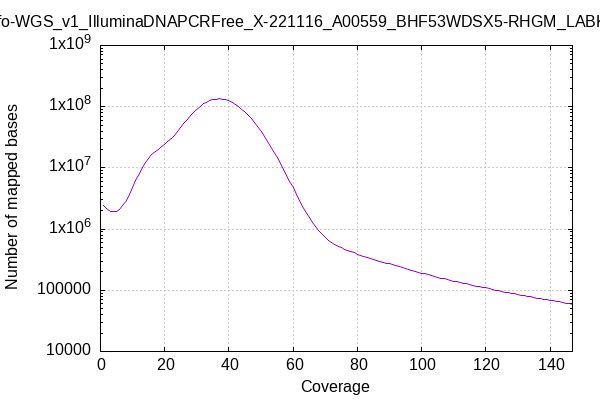 fo-WGS_v1_IlluminaDNAPCRFree_X-221116_A00559_BHF53WDSX5-RHGM_LABK
1x10⁹
1x10⁸
1x10⁷
1x10⁶
100000
10000
Number of mapped bases
0 20 40 60 80 100 120 140
Coverage